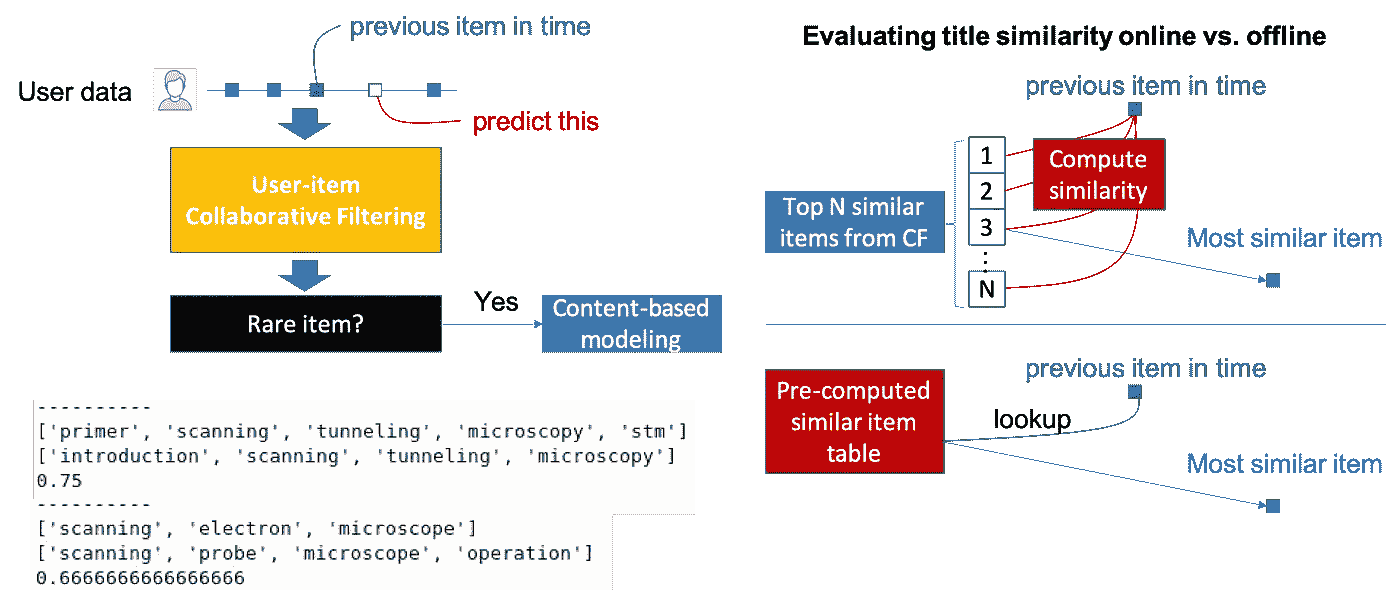 previous item in time
User data
predict this
User-item
Collaborative Filtering
Rare item?
Yes
Content-based
modeling
----------
['primer', 'scanning', 'tunneling', 'microscopy', 'stm']
['introduction', 'scanning', 'tunneling', 'microscopy']
0.75
----------
['scanning', 'electron', 'microscope']
['scanning', 'probe', 'microscope', 'operation']
0.6666666666666666
Evaluating title similarity online vs. offline
previous item in time
Top N similar
items from CF
1
2
3
⋮
N
Compute
similarity
Most similar item
Pre-computed
similar item
table
previous item in time
lookup
Most similar item